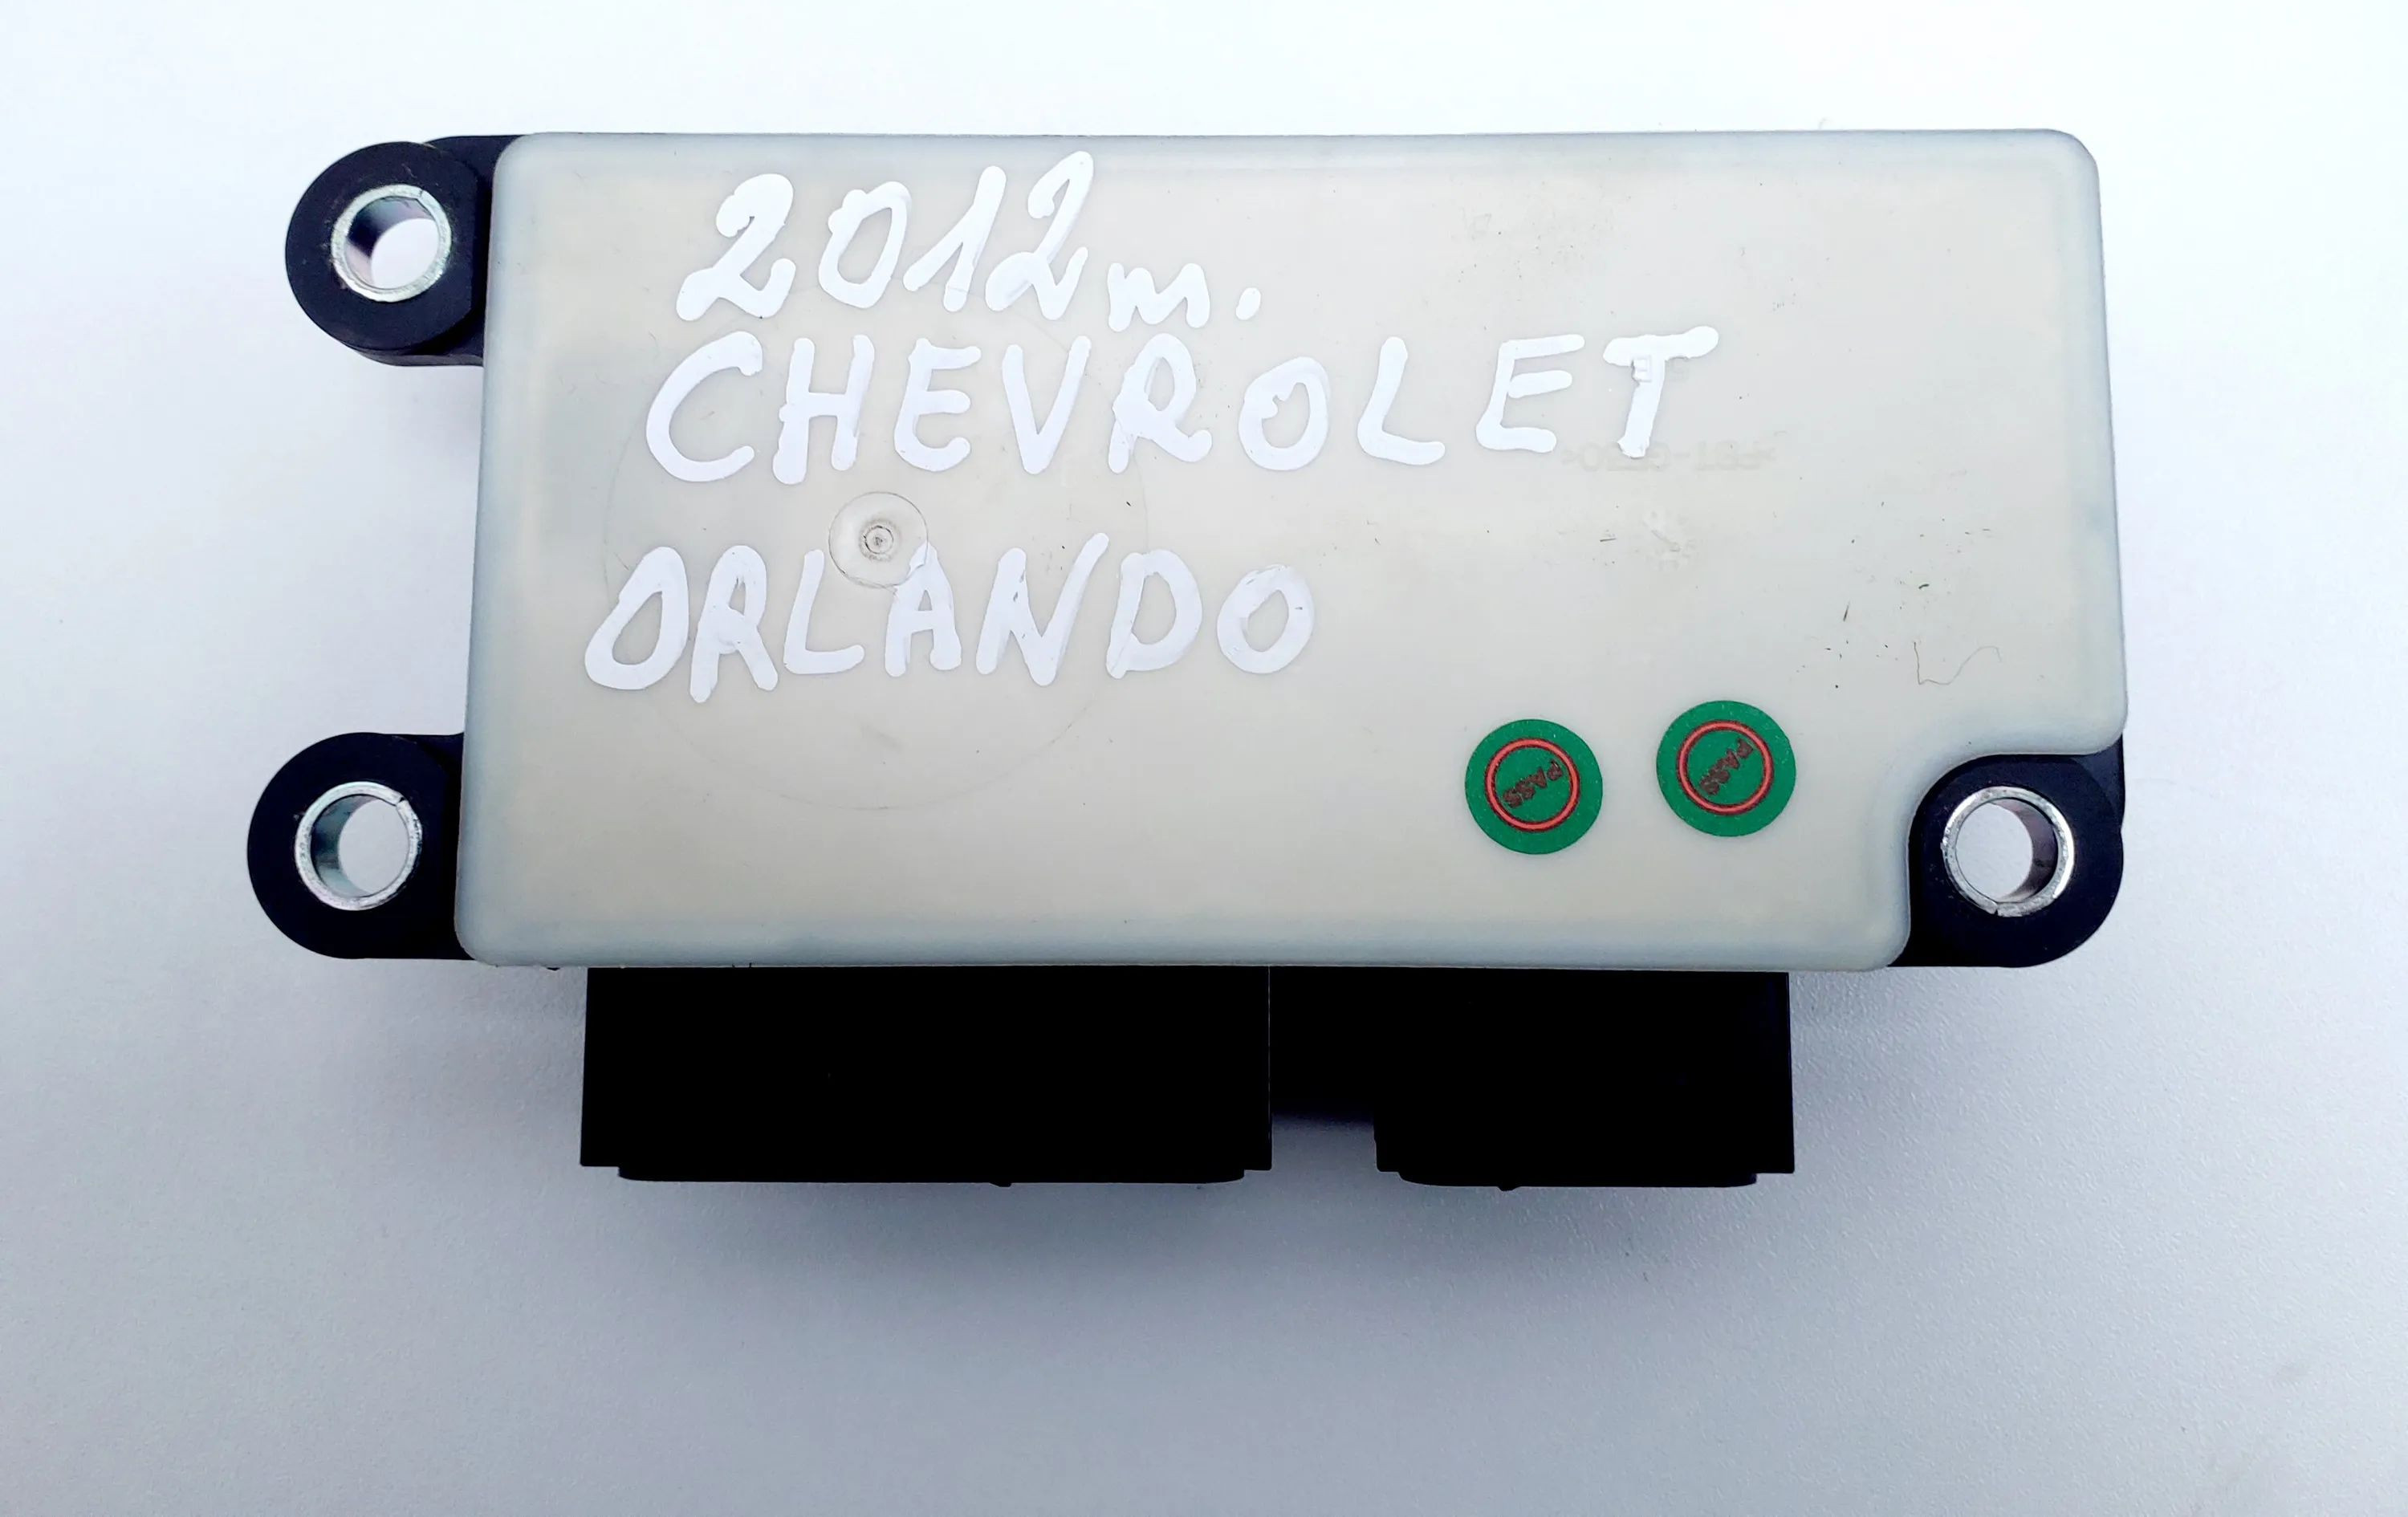 2012m.
CHEVROLET
ORLANDO
PASS
PASS